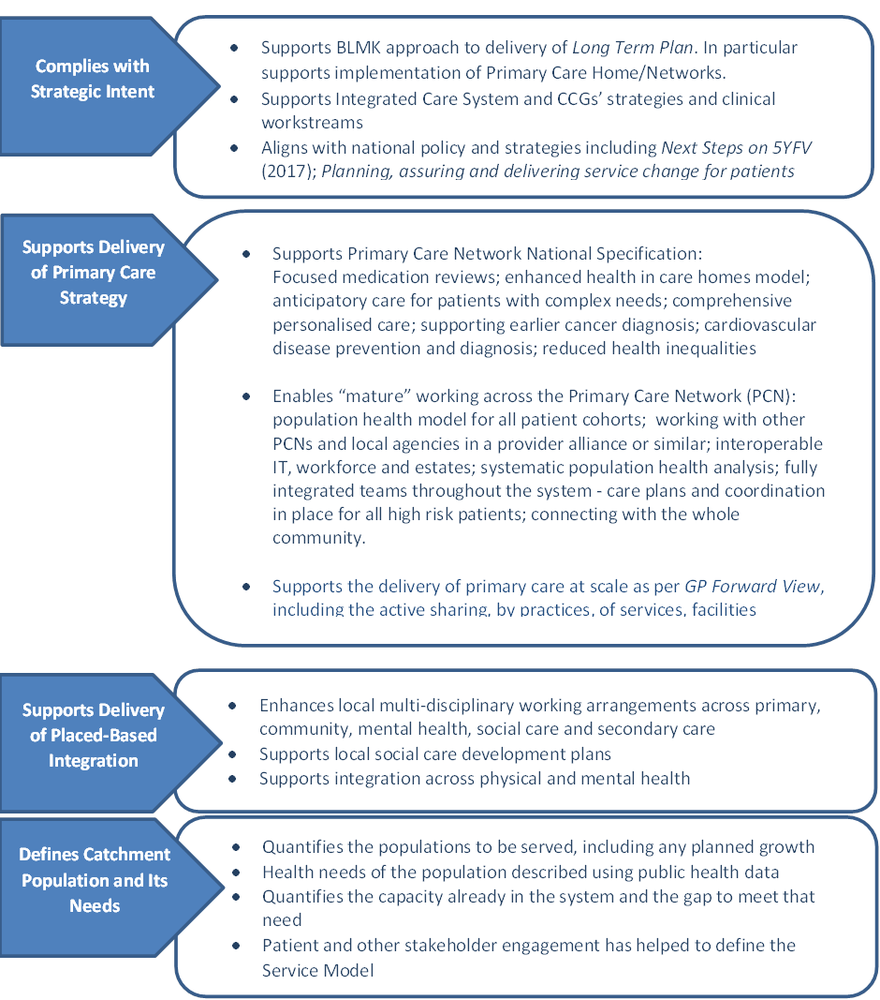 Complies with
Strategic Intent
• Supports BLMK approach to delivery of Long Term Plan. In particular
supports implementation of Primary Care Home/Networks.
• Supports Integrated Care System and CCGs’ strategies and clinical
workstreams
• Aligns with national policy and strategies including Next Steps on 5YFV
(2017); Planning, assuring and delivering service change for patients
Supports Delivery
of Primary Care
Strategy
• Supports Primary Care Network National Specification:
Focused medication reviews; enhanced health in care homes model;
anticipatory care for patients with complex needs; comprehensive
personalised care; supporting earlier cancer diagnosis; cardiovascular
disease prevention and diagnosis; reduced health inequalities
• Enables “mature” working across the Primary Care Network (PCN):
population health model for all patient cohorts;  working with other
PCNs and local agencies in a provider alliance or similar; interoperable
IT, workforce and estates; systematic population health analysis; fully
integrated teams throughout the system - care plans and coordination
in place for all high risk patients; connecting with the whole
community.
• Supports the delivery of primary care at scale as per GP Forward View,
including the active sharing, by practices, of services, facilities
Supports Delivery
of Placed-Based
Integration
• Enhances local multi-disciplinary working arrangements across primary,
community, mental health, social care and secondary care
• Supports local social care development plans
• Supports integration across physical and mental health
Defines Catchment
Population and Its
Needs
• Quantifies the populations to be served, including any planned growth
• Health needs of the population described using public health data
• Quantifies the capacity already in the system and the gap to meet that
need
• Patient and other stakeholder engagement has helped to define the
Service Model